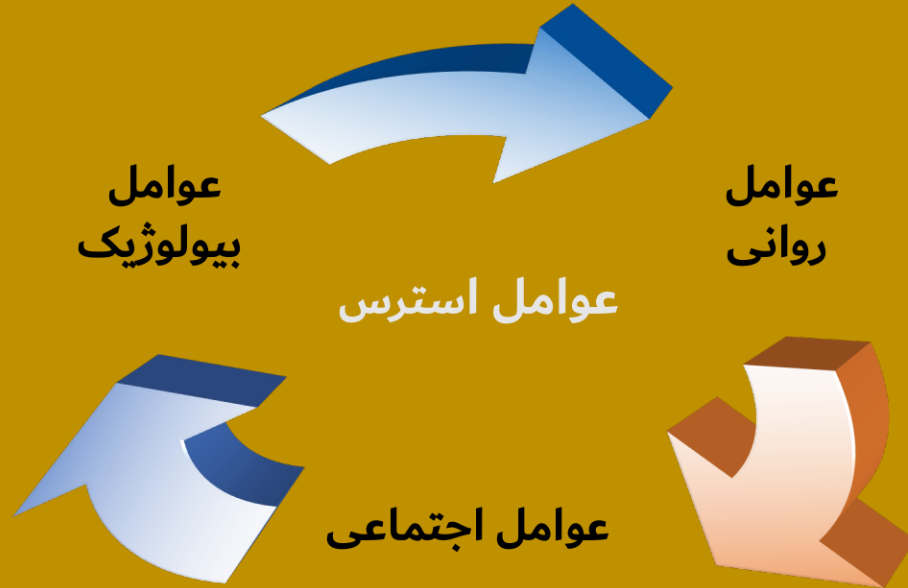 عوامل
روانی
عوامل
بیولوژیک
عوامل استرس
عوامل اجتماعی